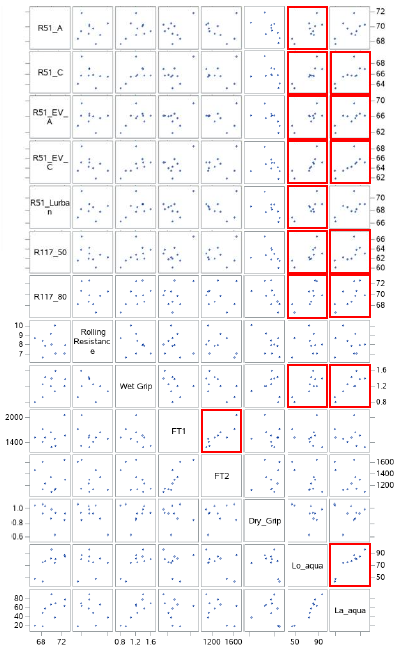 R51_A
72
70
68
R51_C
68
66
64
R51_EV_
A
70
66
62
R51_EV_
C
68
66
64
62
R51_Lurba
n
70
68
R117_50
66
64
62
60
R117_80
72
70
68
10
9
8
7
Rolling
Resistanc
e
Wet Grip
1.6
1.2
0.8
2000
1400
FT1
FT2
1600
1400
1200
1.0
0.8
0.6
Dry_Grip
Lo_aqua
90
70
50
80
60
40
20
La_aqua
68 72 0.8 1.2 1.6 1200 1600 50 90